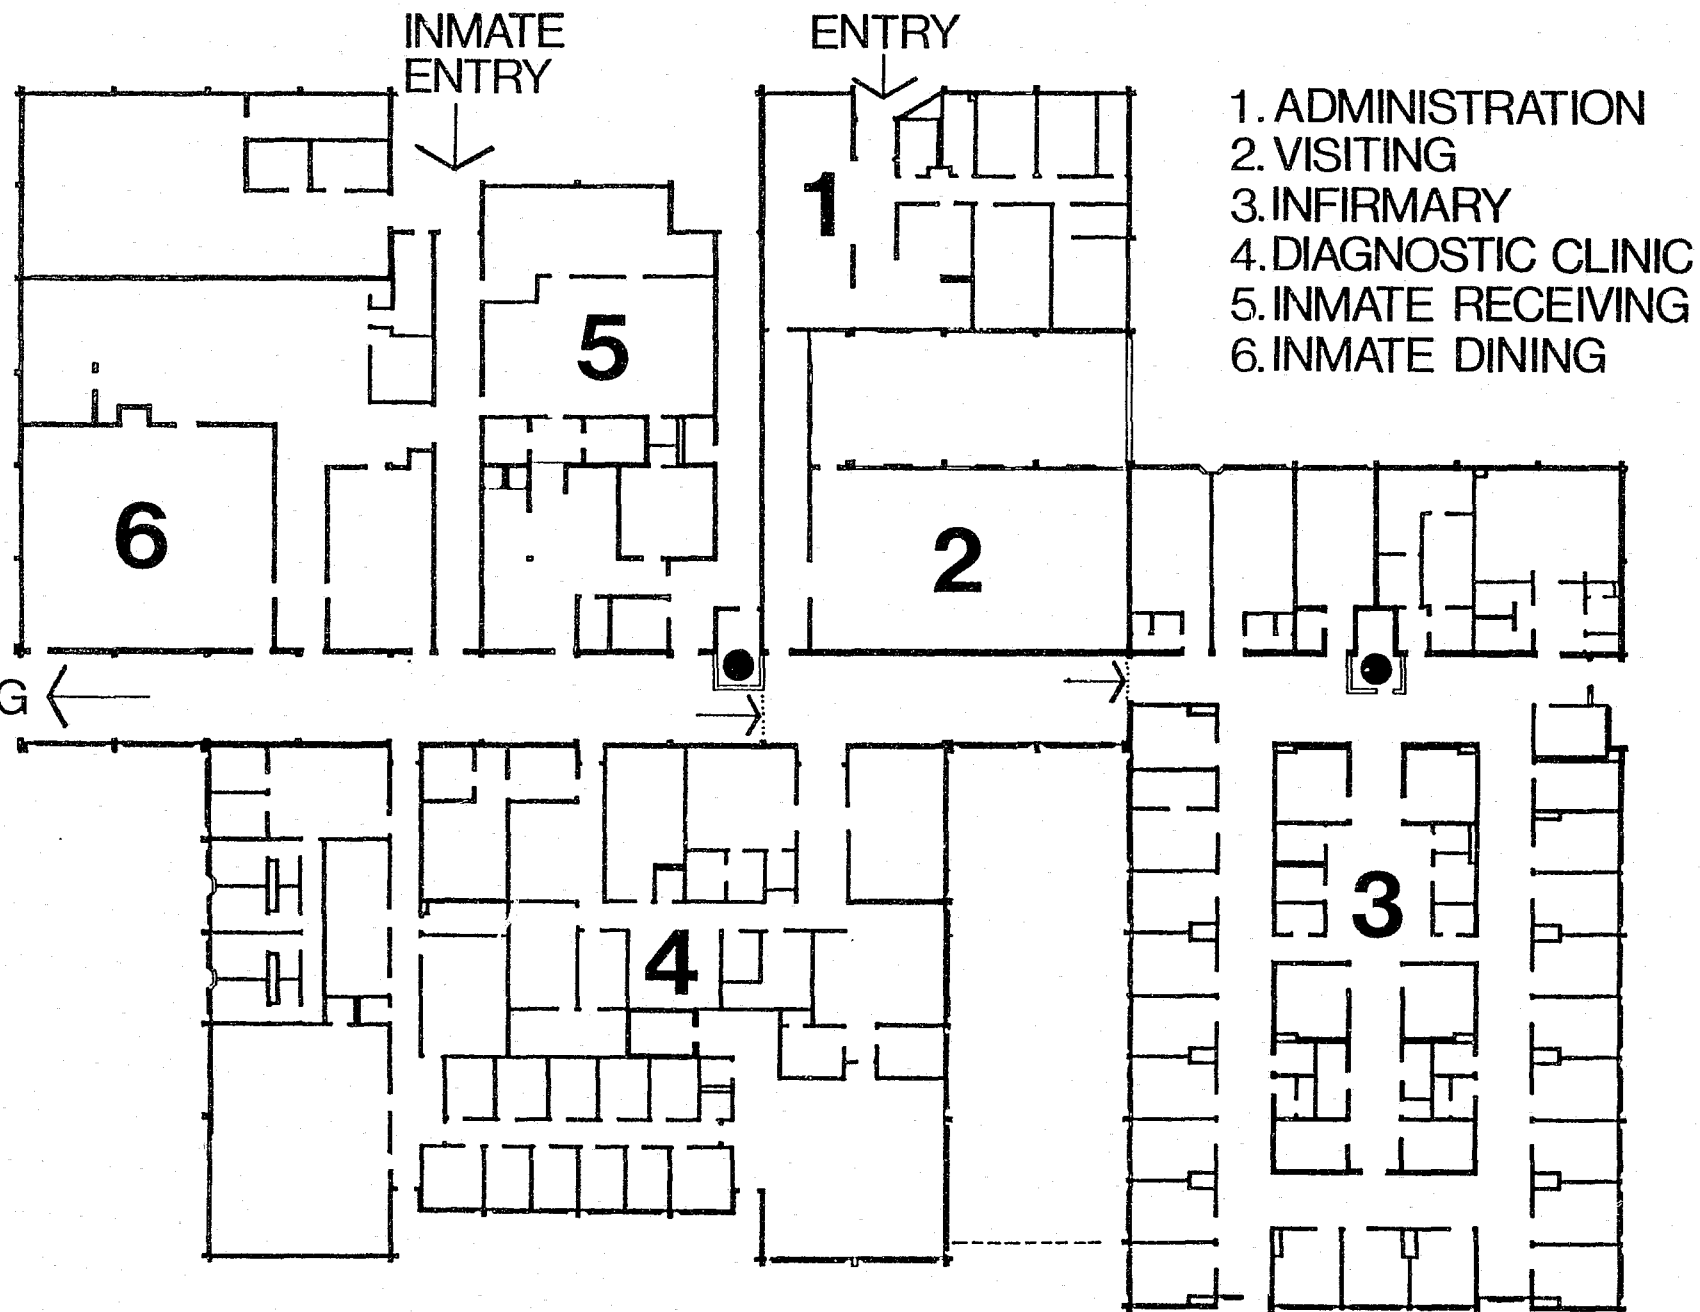 INMATE
ENTRY
ENTRY
1. ADMINISTRATION
2. VISITING
3. INFIRMARY
4. DIAGNOSTIC CLINIC
5. INMATE RECEIVING
6. INMATE DINING
1
5
6
2
G
3
4